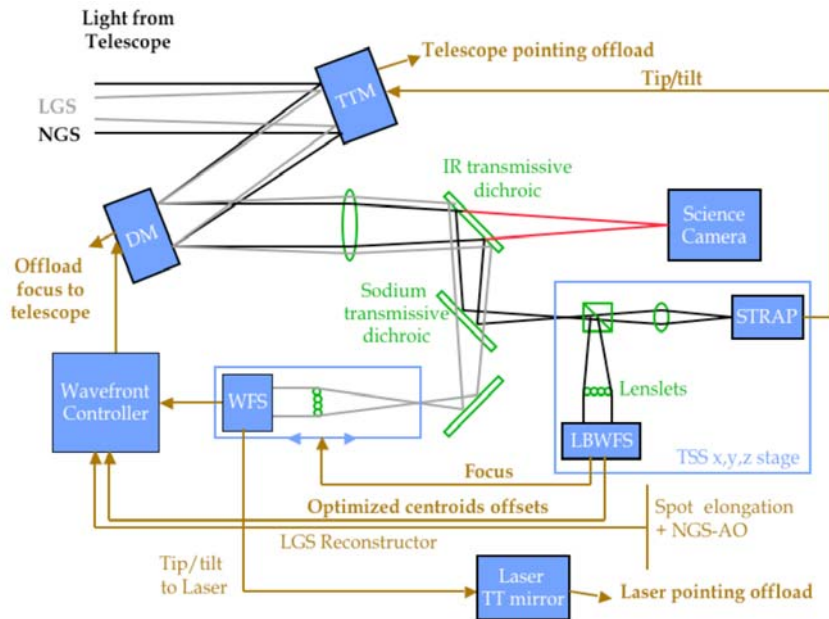 Light from
Telescope
Telescope pointing offload
TTM
Tip/tilt
LGS
NGS
IR transmissive
dichroic
Science
Camera
DM
Offload
focus to
telescope
Sodium
transmissive
dichroic
STRAP
Wavefront
Controller
WFS
Lenslets
LBWFS
TSS x,y,z stage
Focus
Optimized centroids offsets
Spot elongation
+ NGS-AO
LGS Reconstructor
Tip/tilt
to Laser
Laser
TT mirror
Laser pointing offload